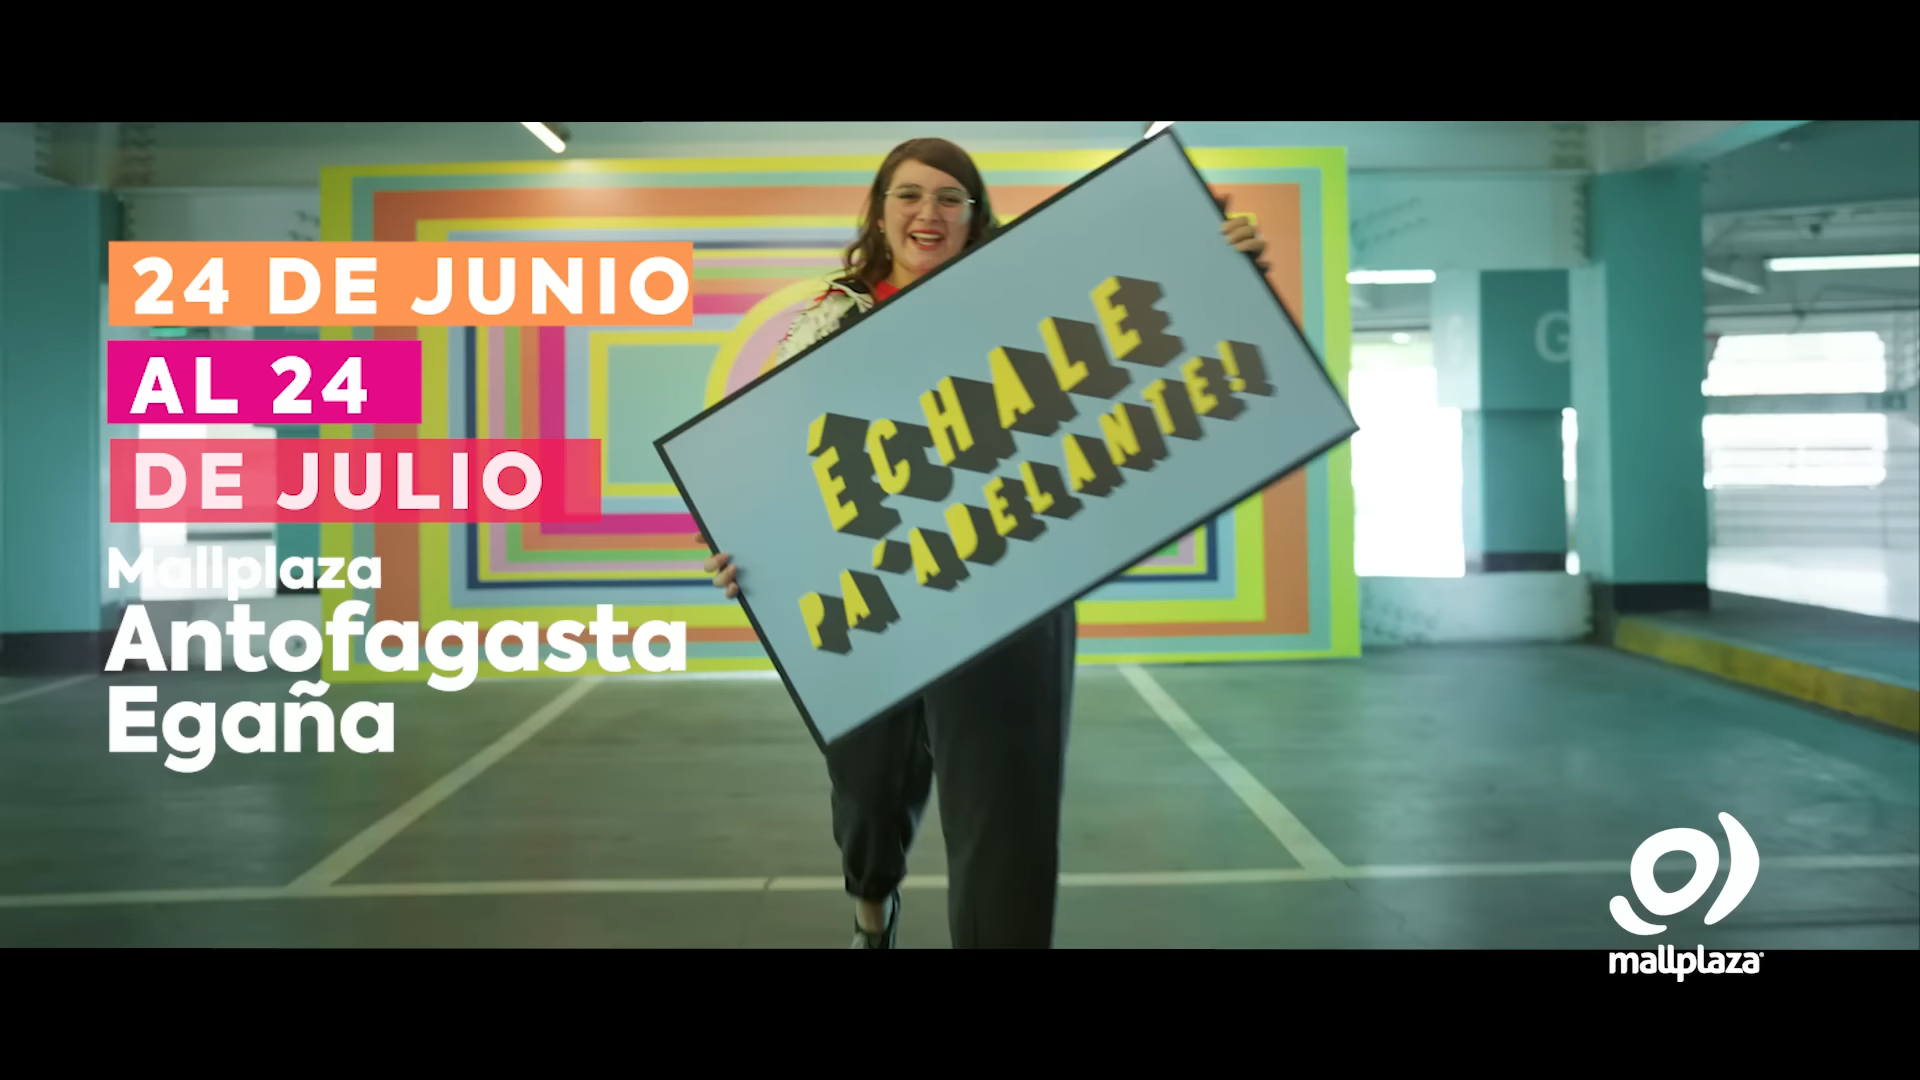 24 DE JUNIO
AL 24
DE JULIO
Mallplaza
Antofagasta
Egaña
ÉCHALE
PA´ADELANTE!
G
mallplaza